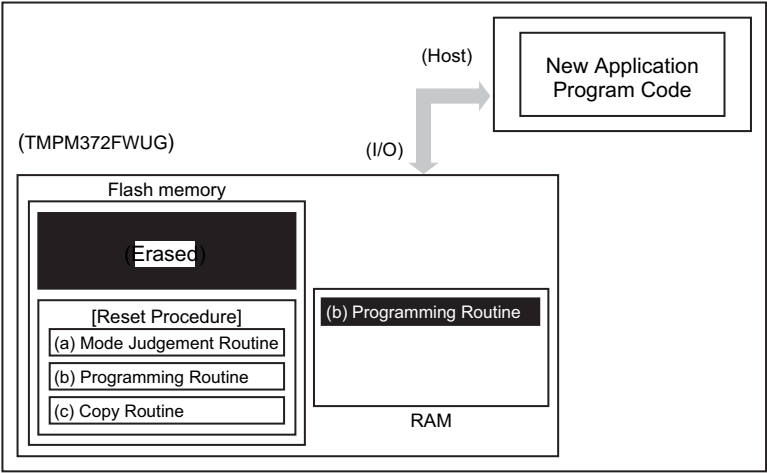 (Host)
New Application
Program Code
(TMPM372FWUG)
(I/O)
Flash memory
(Erased)
[Reset Procedure]
(a) Mode Judgement Routine
(b) Programming Routine
(c) Copy Routine
(b) Programming Routine
RAM